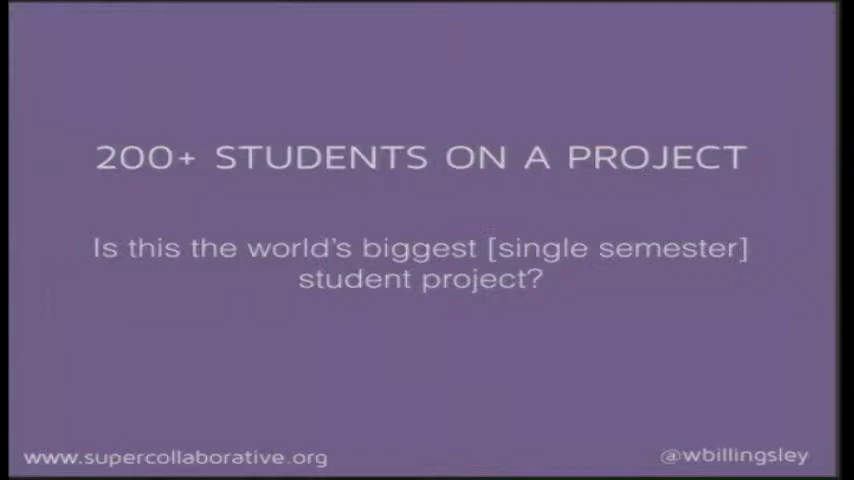 200+ STUDENTS ON A PROJECT
Is this the world's biggest [single semester]
student project?
www.supercollaborative.org
@wbillingsley